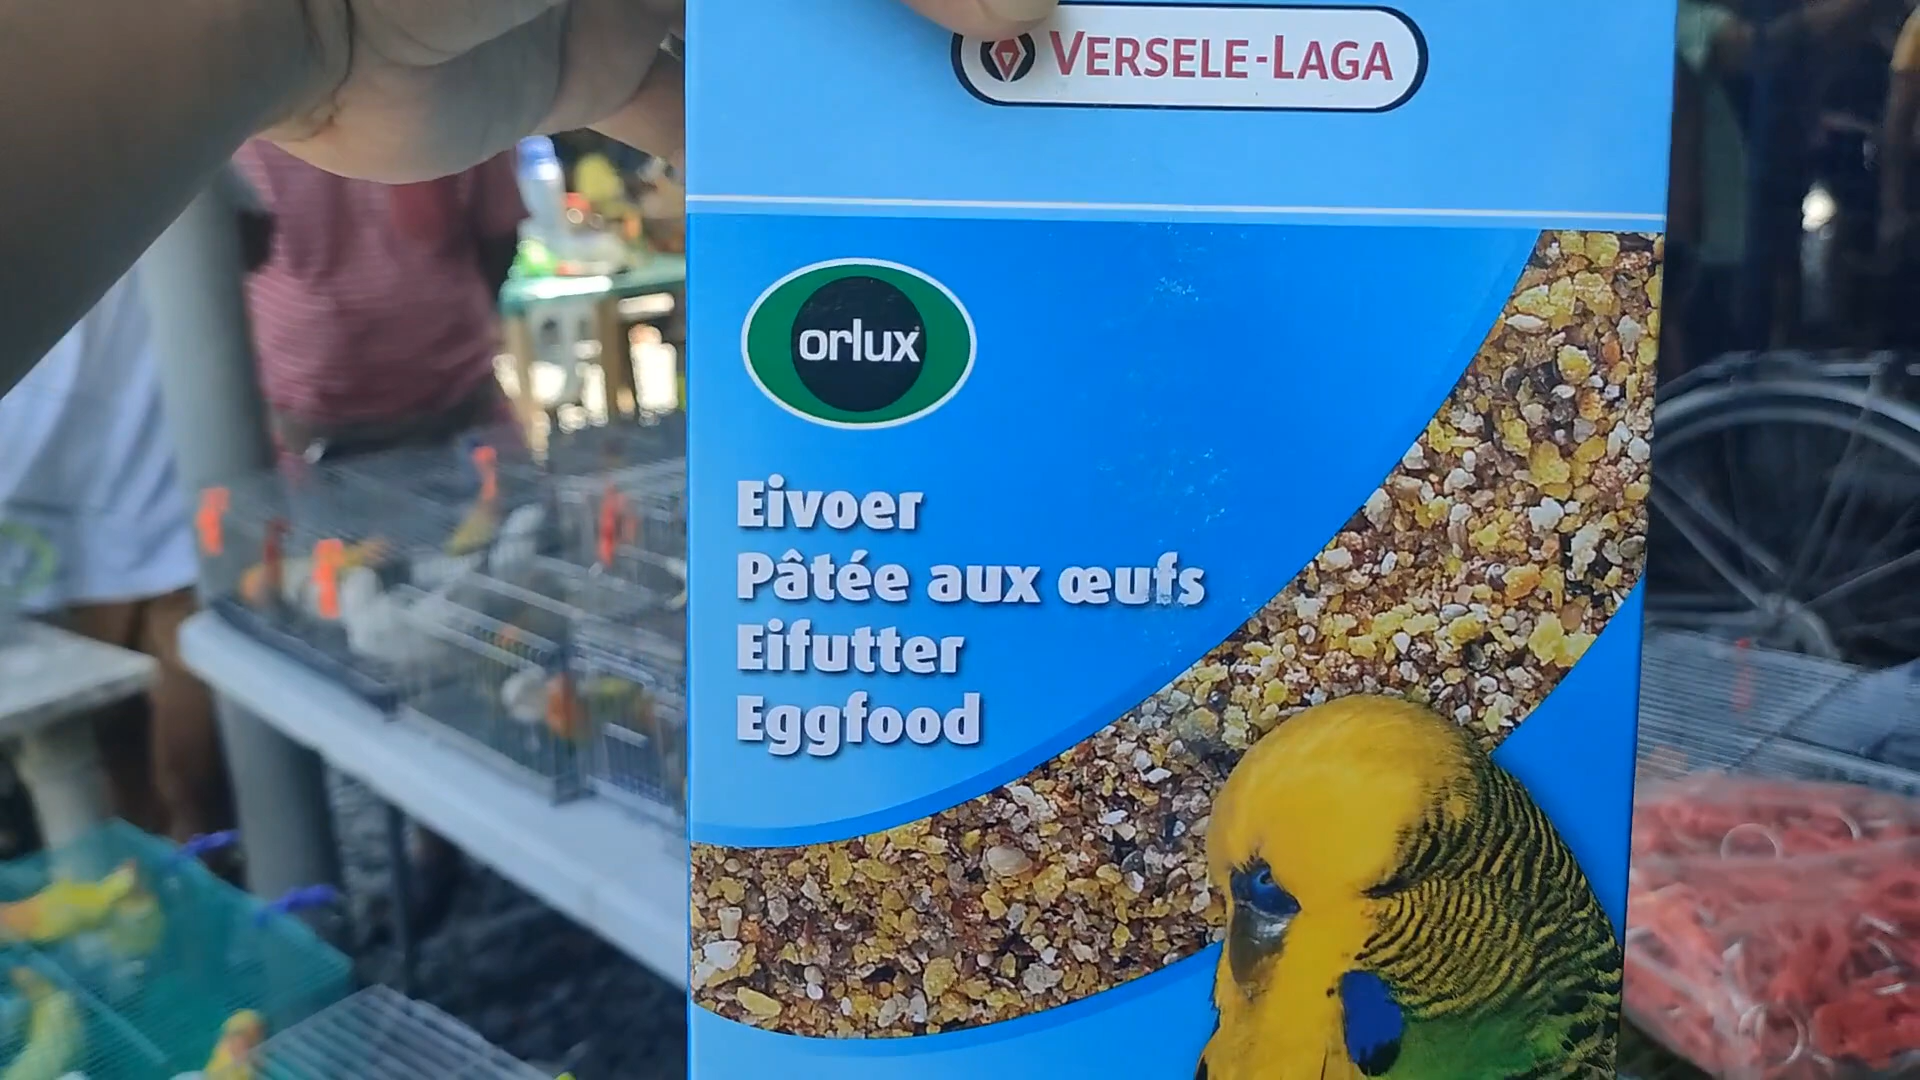 VERSELE-LAGA
orlux
Eivoer
Pâtée aux œufs
Eifutter
Eggfood